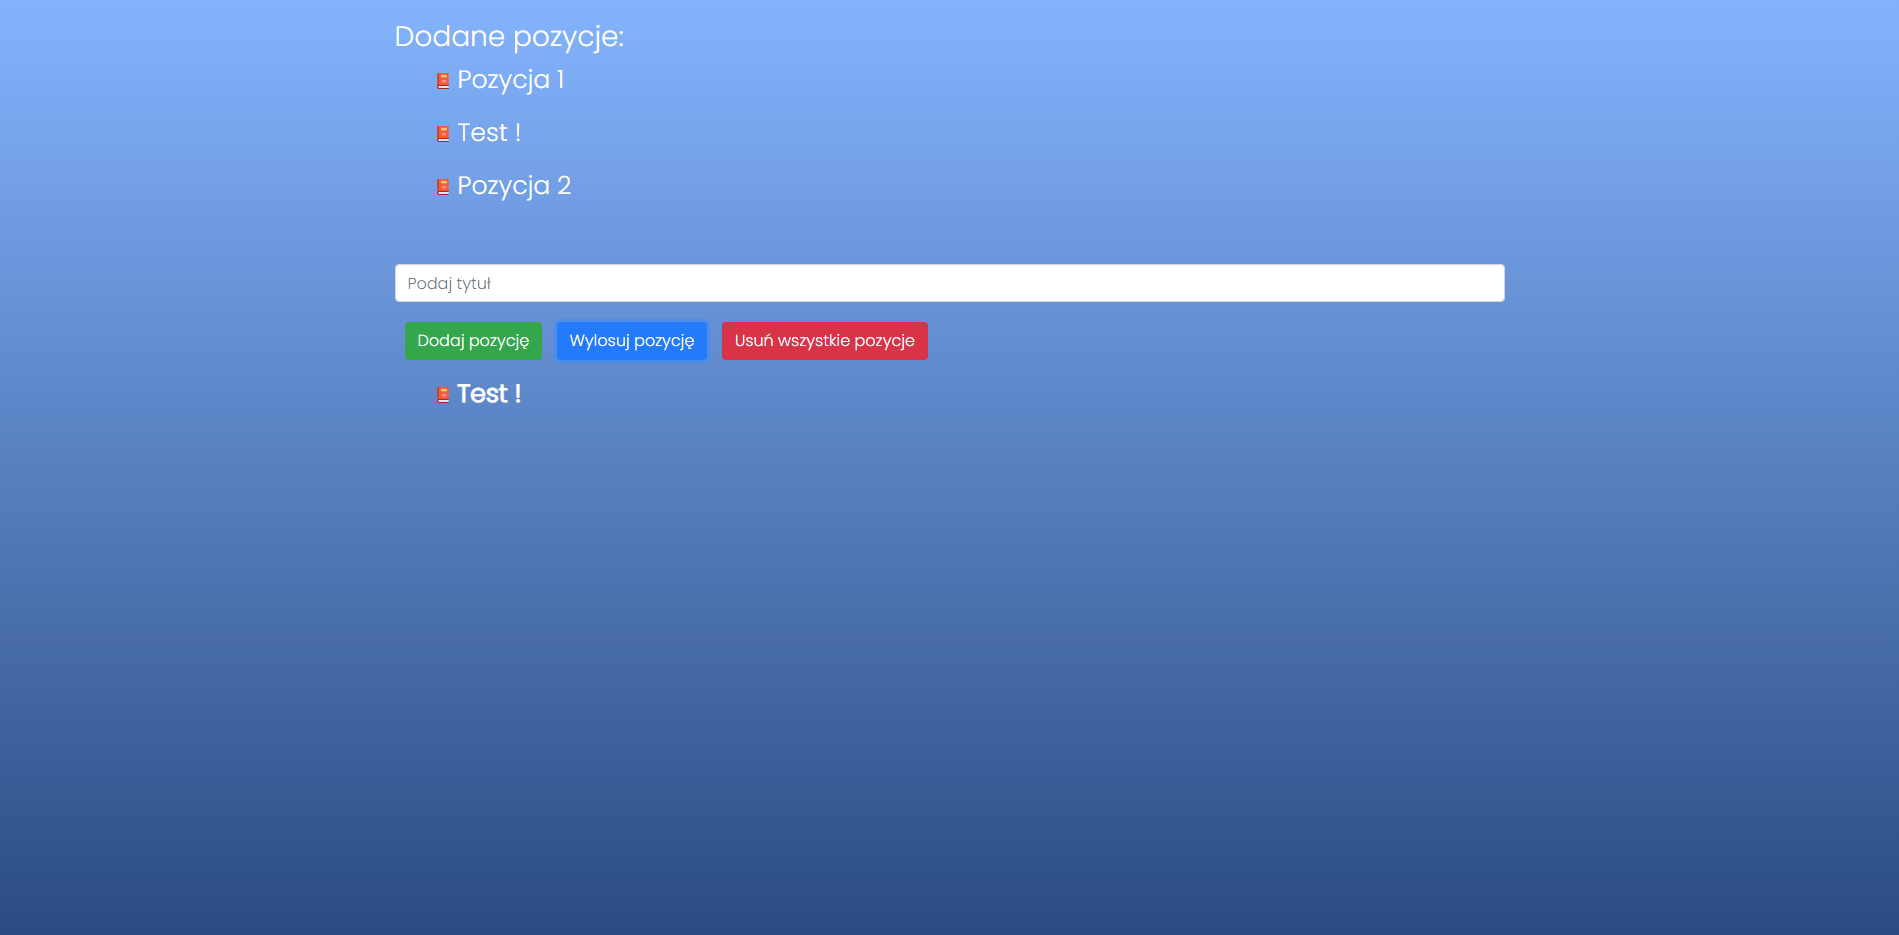 Dodane pozycje:
Pozycja 1
Test !
Pozycja 2
Podaj tytuł
Dodaj pozycję Wylosuj pozycję Usuń wszystkie pozycje
Test !